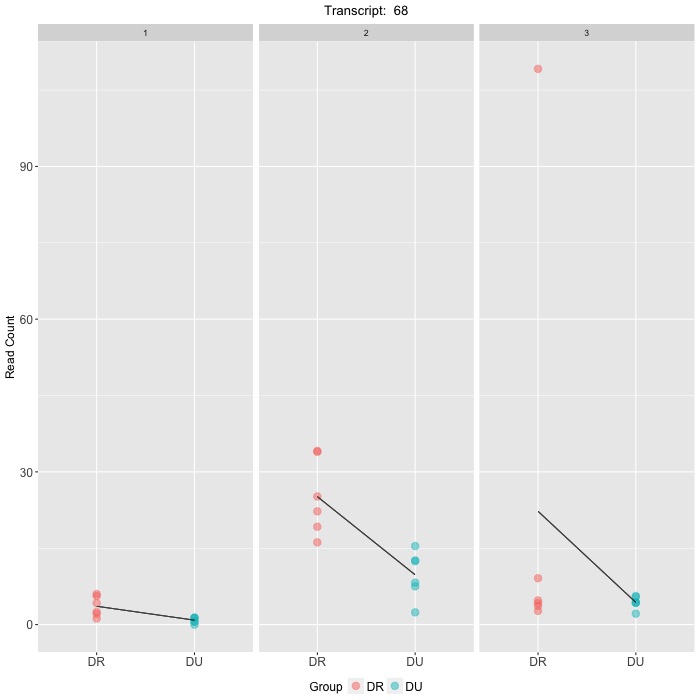 Transcript:  68
1 2 3
Read Count
90
60
30
0
DR DU DR DU DR DU
Group DR DU